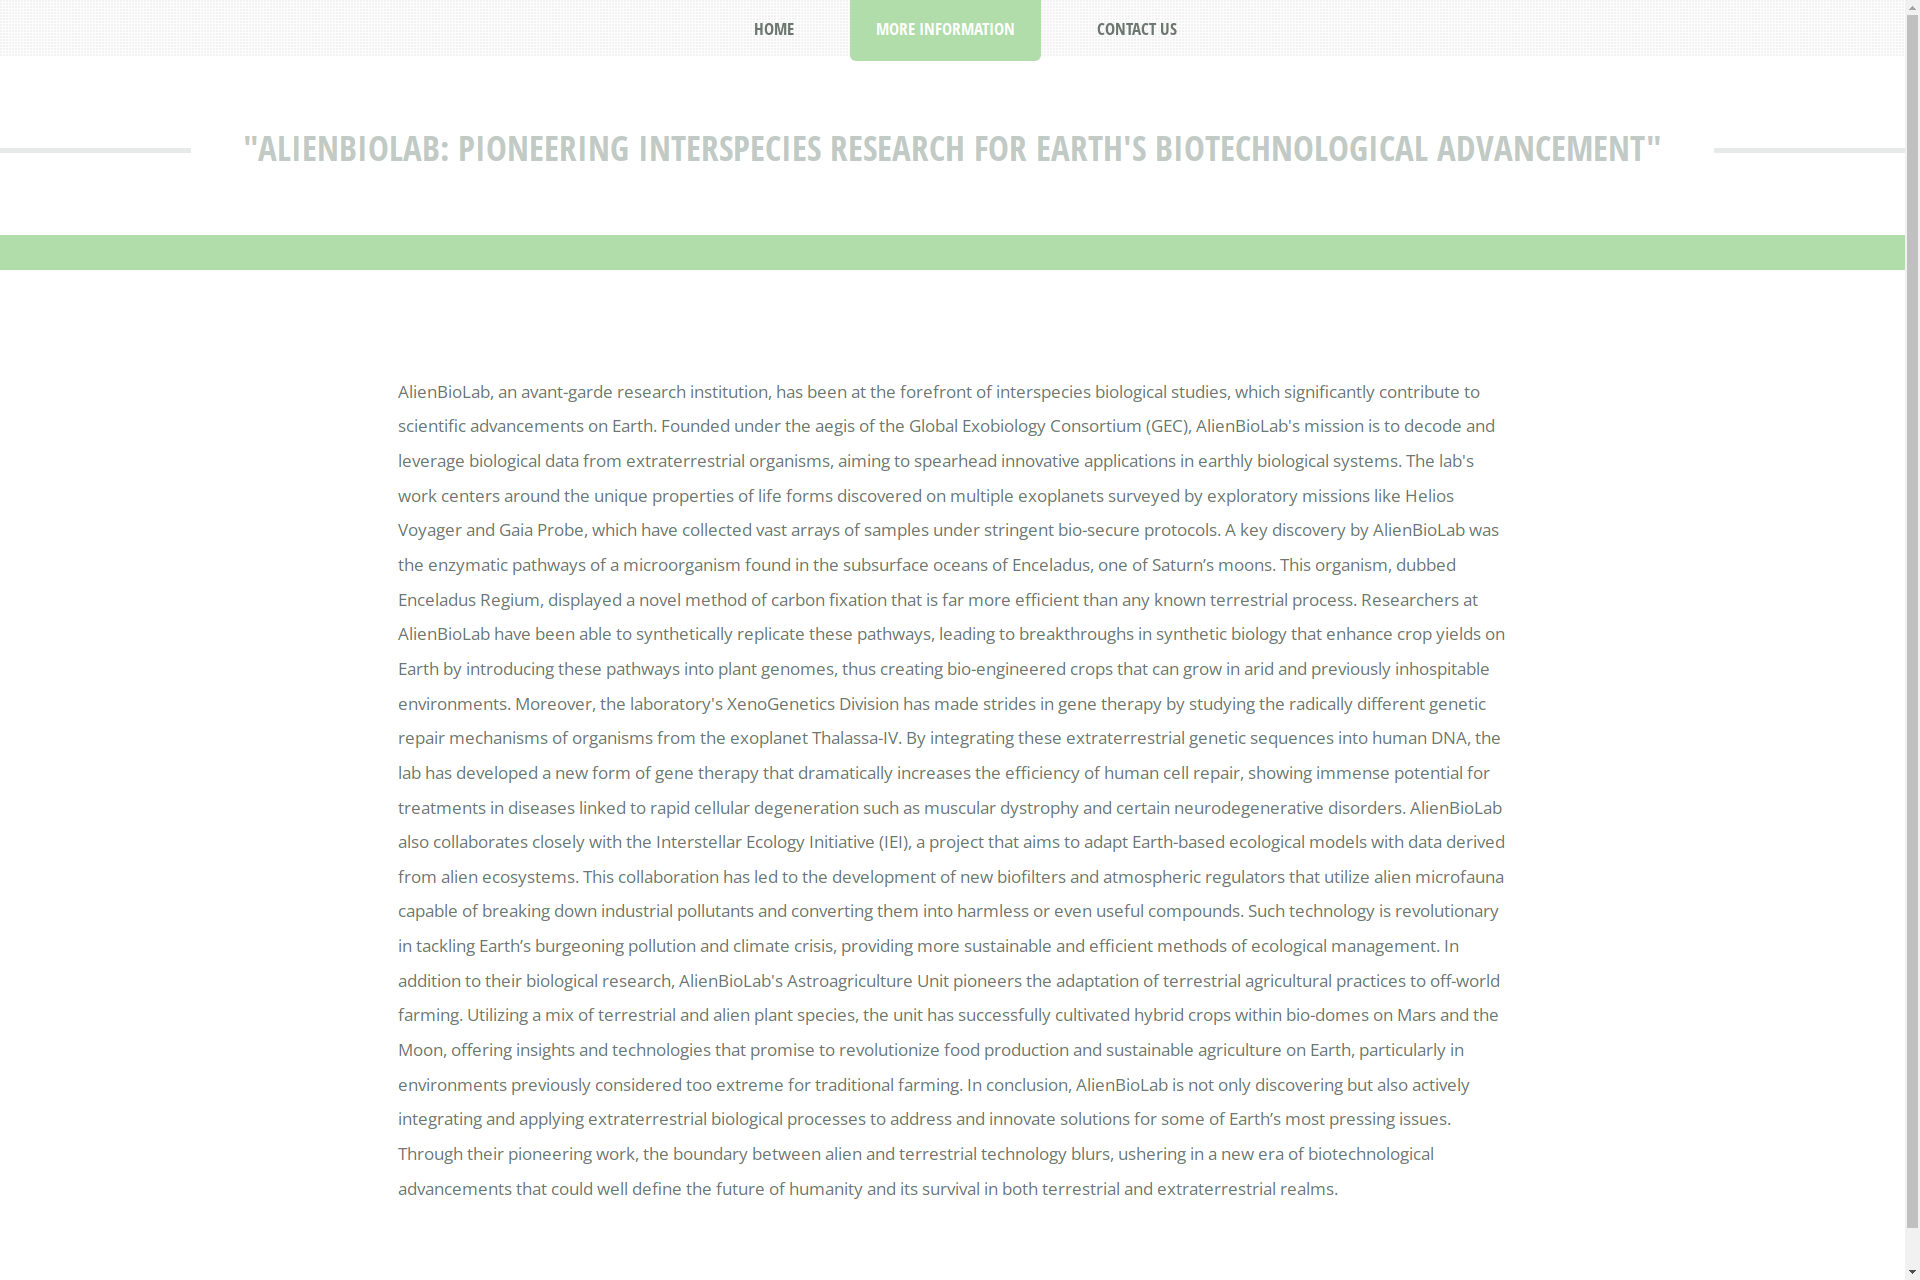 HOME
MORE INFORMATION
CONTACT US
"ALIENBIOLAB: PIONEERING INTERSPECIES RESEARCH FOR EARTH'S BIOTECHNOLOGICAL ADVANCEMENT"
AlienBioLab, an avant-garde research institution, has been at the forefront of interspecies biological studies, which significantly contribute to
scientific advancements on Earth. Founded under the aegis of the Global Exobiology Consortium (GEC), AlienBioLab's mission is to decode and
leverage biological data from extraterrestrial organisms, aiming to spearhead innovative applications in earthly biological systems. The lab's
work centers around the unique properties of life forms discovered on multiple exoplanets surveyed by exploratory missions like Helios
Voyager and Gaia Probe, which have collected vast arrays of samples under stringent bio-secure protocols. A key discovery by AlienBioLab was
the enzymatic pathways of a microorganism found in the subsurface oceans of Enceladus, one of Saturn’s moons. This organism, dubbed
Enceladus Regium, displayed a novel method of carbon fixation that is far more efficient than any known terrestrial process. Researchers at
AlienBioLab have been able to synthetically replicate these pathways, leading to breakthroughs in synthetic biology that enhance crop yields on
Earth by introducing these pathways into plant genomes, thus creating bio-engineered crops that can grow in arid and previously inhospitable
environments. Moreover, the laboratory's XenoGenetics Division has made strides in gene therapy by studying the radically different genetic
repair mechanisms of organisms from the exoplanet Thalassa-IV. By integrating these extraterrestrial genetic sequences into human DNA, the
lab has developed a new form of gene therapy that dramatically increases the efficiency of human cell repair, showing immense potential for
treatments in diseases linked to rapid cellular degeneration such as muscular dystrophy and certain neurodegenerative disorders. AlienBioLab
also collaborates closely with the Interstellar Ecology Initiative (IEI), a project that aims to adapt Earth-based ecological models with data derived
from alien ecosystems. This collaboration has led to the development of new biofilters and atmospheric regulators that utilize alien microfauna
capable of breaking down industrial pollutants and converting them into harmless or even useful compounds. Such technology is revolutionary
in tackling Earth’s burgeoning pollution and climate crisis, providing more sustainable and efficient methods of ecological management. In
addition to their biological research, AlienBioLab's Astroagriculture Unit pioneers the adaptation of terrestrial agricultural practices to off-world
farming. Utilizing a mix of terrestrial and alien plant species, the unit has successfully cultivated hybrid crops within bio-domes on Mars and the
Moon, offering insights and technologies that promise to revolutionize food production and sustainable agriculture on Earth, particularly in
environments previously considered too extreme for traditional farming. In conclusion, AlienBioLab is not only discovering but also actively
integrating and applying extraterrestrial biological processes to address and innovate solutions for some of Earth’s most pressing issues.
Through their pioneering work, the boundary between alien and terrestrial technology blurs, ushering in a new era of biotechnological
advancements that could well define the future of humanity and its survival in both terrestrial and extraterrestrial realms.